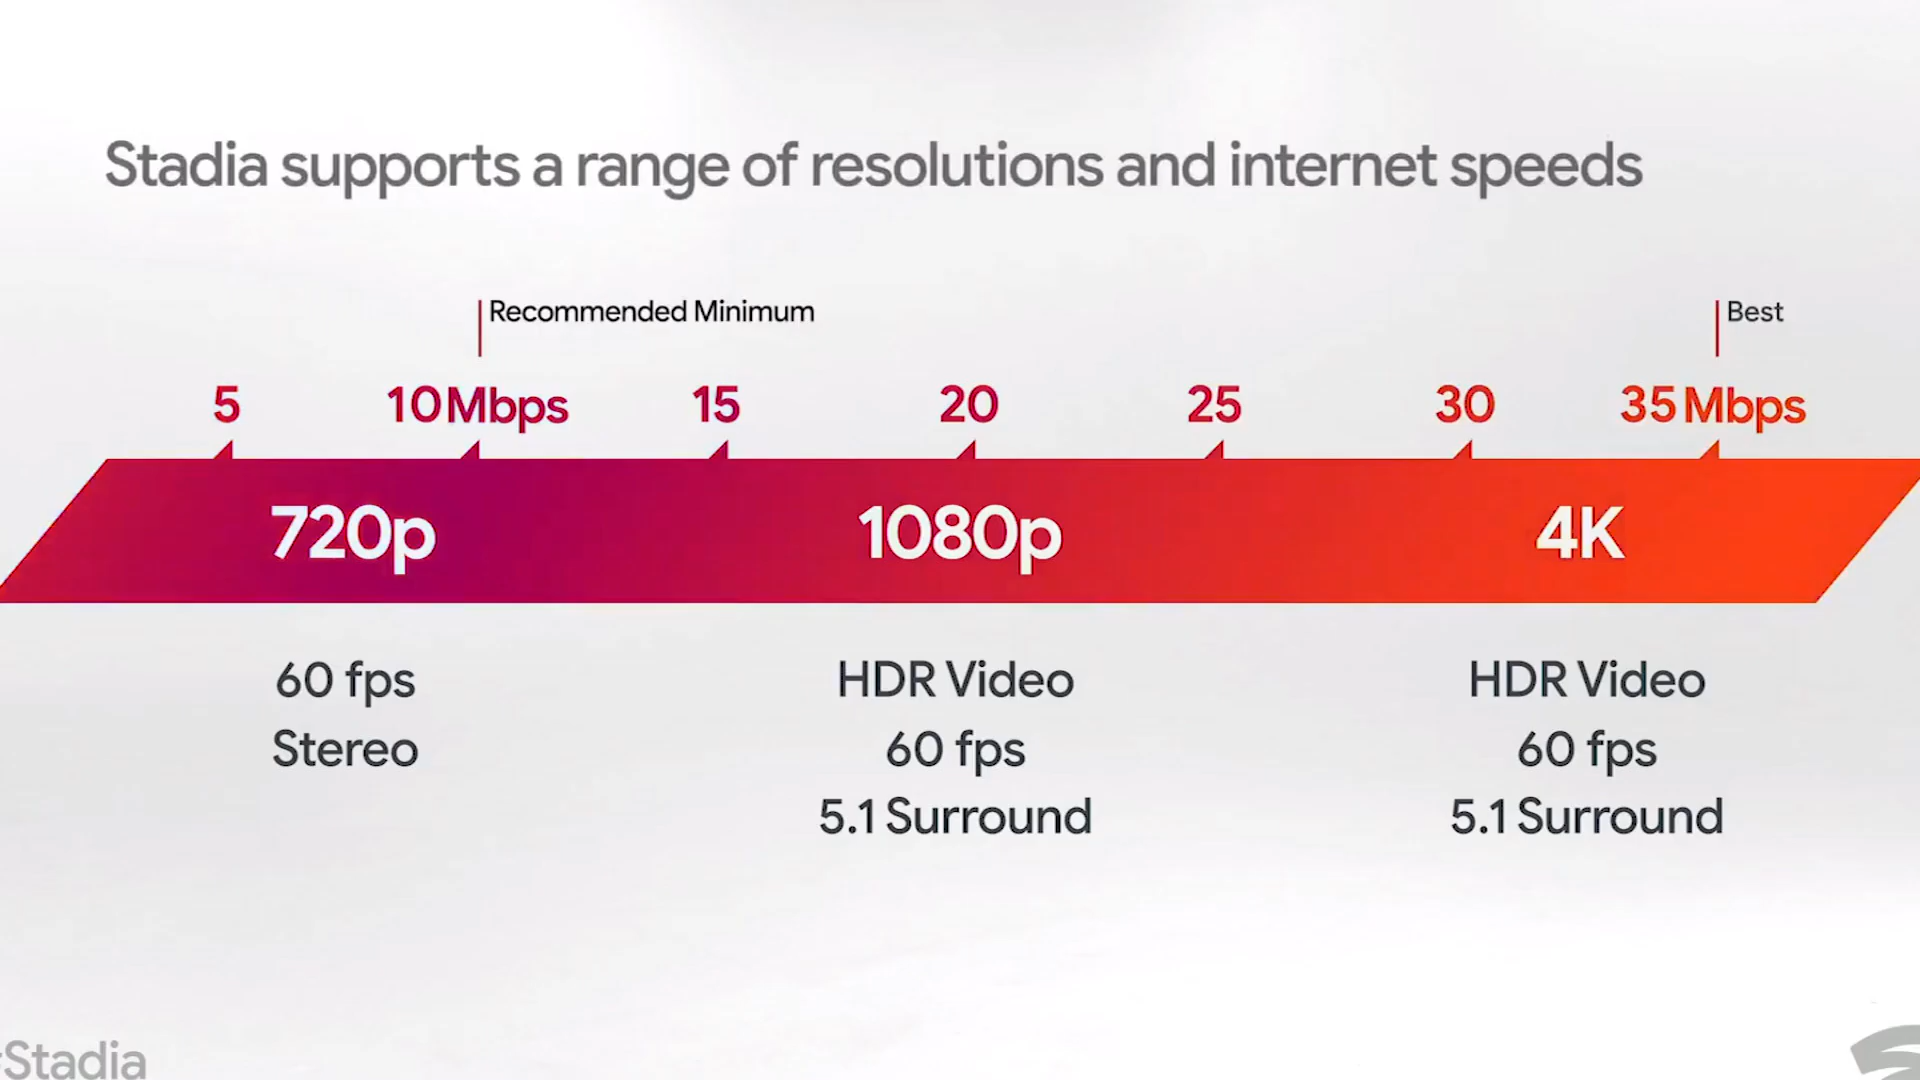 Stadia supports a range of resolutions and internet speeds
Recommended Minimum
Best
5 10 Mbps 15 20 25 30 35 Mbps
720p 1080p 4K
60 fps
Stereo
HDR Video
60 fps
5.1 Surround
HDR Video
60 fps
5.1 Surround
Stadia